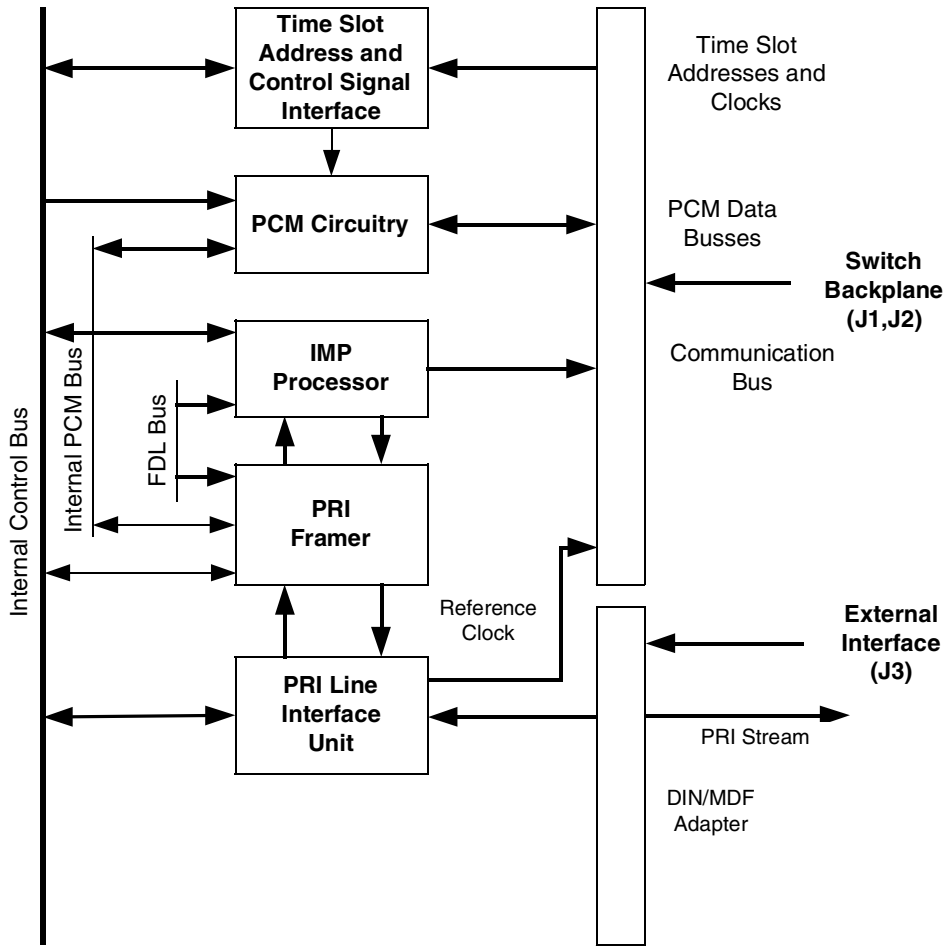 Time Slot
Address and
Control Signal
Interface
Time Slot
Addresses and
Clocks
PCM Circuitry
PCM Data
Busses
Switch
Backplane
(J1,J2)
IMP
Processor
Communication
Bus
Internal Control Bus
Internal PCM Bus
FDL Bus
PRI
Framer
Reference
Clock
External
Interface
(J3)
PRI Line
Interface
Unit
PRI Stream
DIN/MDF
Adapter